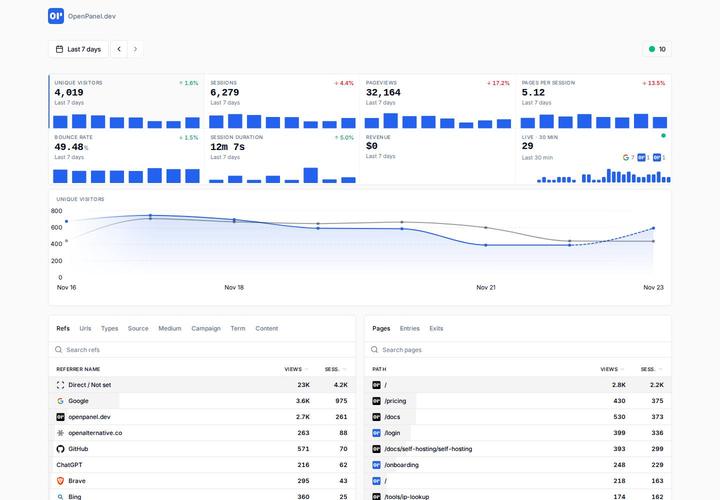 OpenPanel.dev
Last 7 days
10
UNIQUE VISITORS ↑ 1.6%
4,019
Last 7 days
SESSIONS ↓ 4.4%
6,279
Last 7 days
PAGEVIEWS ↓ 17.2%
32,164
Last 7 days
PAGES PER SESSION ↓ 13.5%
5.12
Last 7 days
BOUNCE RATE ↓ 1.5%
49.48%
Last 7 days
SESSION DURATION ↑ 5.0%
12m 7s
Last 7 days
REVENUE
$0
Last 7 days
LIVE · 30 MIN
29
Last 30 min 7 1 1
UNIQUE VISITORS
800
600
400
200
0
Nov 16 Nov 18 Nov 21 Nov 23
Refs Urls Types Source Medium Campaign Term Content
Search refs
REFERRER NAME VIEWS SESS.
Direct / Not set 23K 4.2K
Google 3.6K 975
openpanel.dev 2.7K 261
openalternative.co 263 88
GitHub 571 70
ChatGPT 216 62
Brave 295 43
Bing 360 25
Pages Entries Exits
Search pages
PATH VIEWS SESS.
/ 2.8K 2.2K
/pricing 430 375
/docs 530 373
/login 399 336
/docs/self-hosting/self-hosting 393 299
/onboarding 248 229
/ 218 163
/tools/ip-lookup 174 162